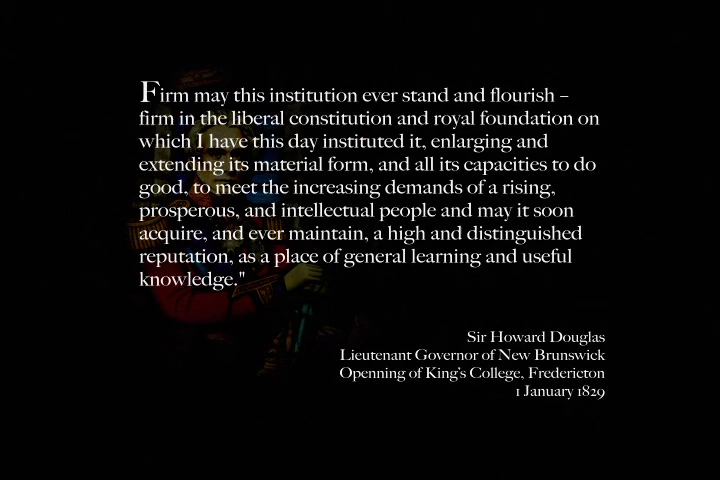 Firm may this institution ever stand and flourish –
firm in the liberal constitution and royal foundation on
which I have this day instituted it, enlarging and
extending its material form, and all its capacities to do
good, to meet the increasing demands of a rising,
prosperous, and intellectual people and may it soon
acquire, and ever maintain, a high and distinguished
reputation, as a place of general learning and useful
knowledge."
Sir Howard Douglas
Lieutenant Governor of New Brunswick
Openning of King's College, Fredericton
1 January 1829